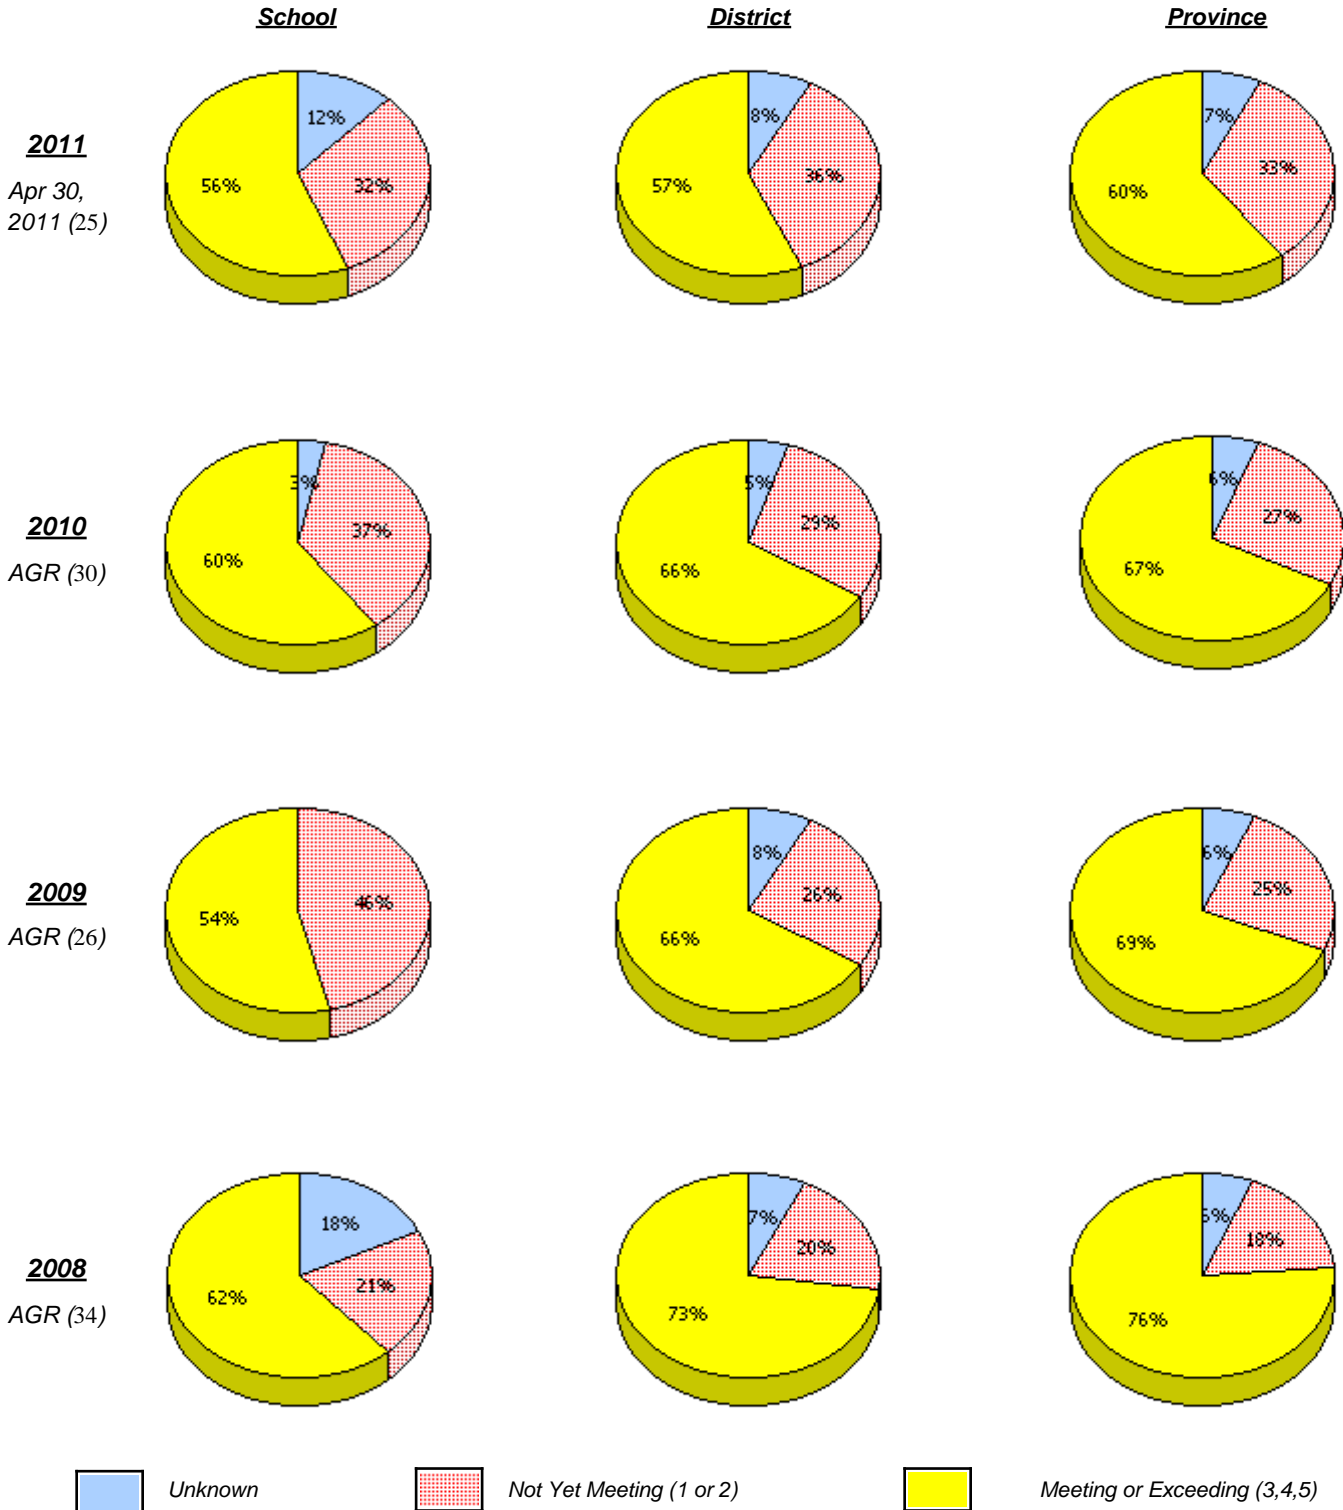 School District Province
2011
Apr 30,
2011 (25)
12% 32% 56%
8% 36% 57%
7% 33% 60%
2010
AGR (30)
3% 37% 60%
5% 29% 66%
6% 27% 67%
2009
AGR (26)
46% 54%
8% 26% 66%
6% 25% 69%
2008
AGR (34)
18% 21% 62%
7% 20% 73%
18% 76%
Unknown Not Yet Meeting (1 or 2) Meeting or Exceeding (3,4,5)